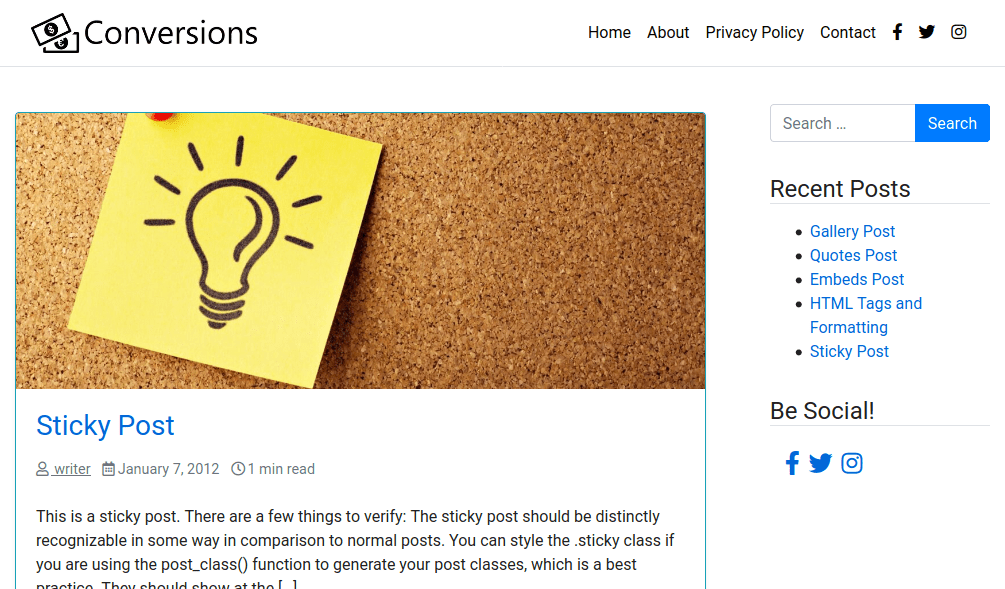 Conversions
Home About Privacy Policy Contact
Search …
Search
Recent Posts
Gallery Post
Quotes Post
Embeds Post
HTML Tags and
Formatting
Sticky Post
Be Social!
Sticky Post
writer January 7, 2012 1 min read
This is a sticky post. There are a few things to verify: The sticky post should be distinctly
recognizable in some way in comparison to normal posts. You can style the .sticky class if
you are using the post_class() function to generate your post classes, which is a best
practice. They should show at the [...]